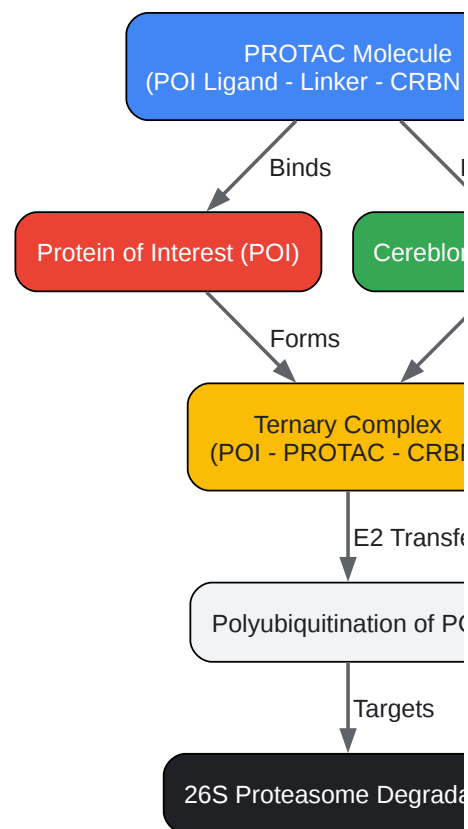 PROTAC Molecule
(POI Ligand - Linker - CRBN
Binds
Protein of Interest (POI)
Cereblon
Forms
Ternary Complex
(POI - PROTAC - CRBN
E2 Transfe
Polyubiquitination of PO
Targets
26S Proteasome Degrada